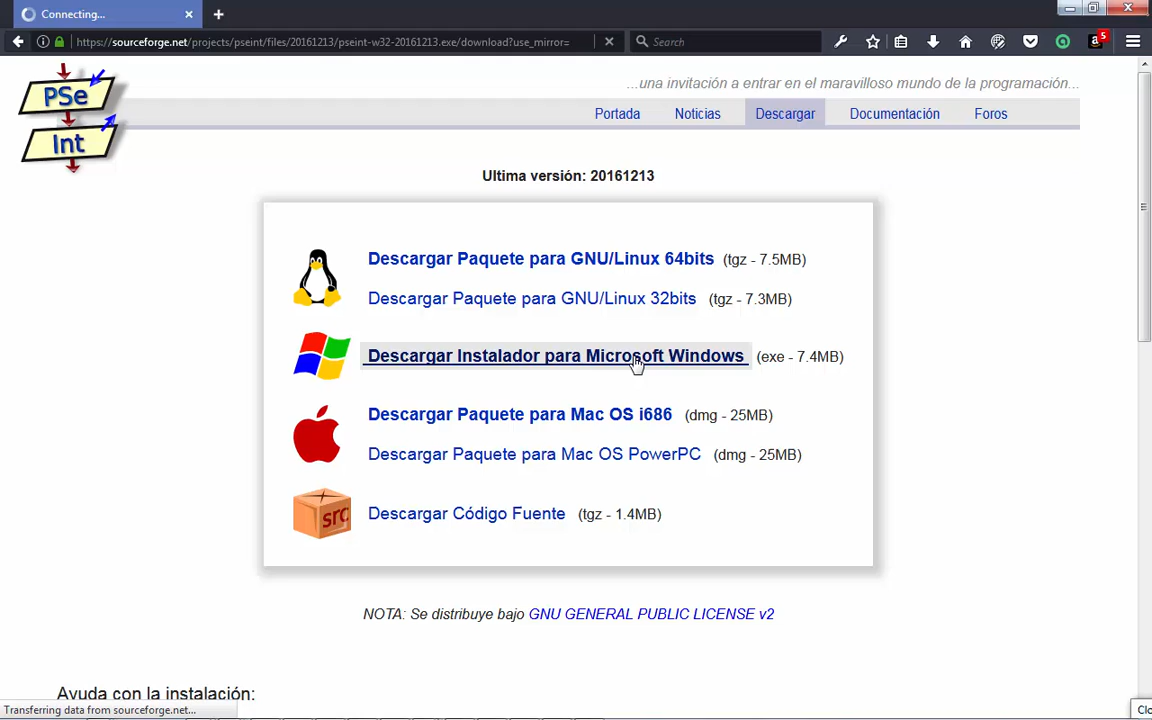 Connecting...
https://sourceforge.net/projects/pseint/files/20161213/pseint-w32-20161213.exe/download?use_mirror=
Search
5
PSe
Int
...una invitación a entrar en el maravilloso mundo de la programación...
Portada Noticias Descargar Documentación Foros
Ultima versión: 20161213
Descargar Paquete para GNU/Linux 64bits (tgz - 7.5MB)
Descargar Paquete para GNU/Linux 32bits (tgz - 7.3MB)
Descargar Instalador para Microsoft Windows (exe - 7.4MB)
Descargar Paquete para Mac OS i686 (dmg - 25MB)
Descargar Paquete para Mac OS PowerPC (dmg - 25MB)
src
Descargar Código Fuente (tgz - 1.4MB)
NOTA: Se distribuye bajo GNU GENERAL PUBLIC LICENSE v2
Ayuda con la instalación:
Transferring data from sourceforge.net...